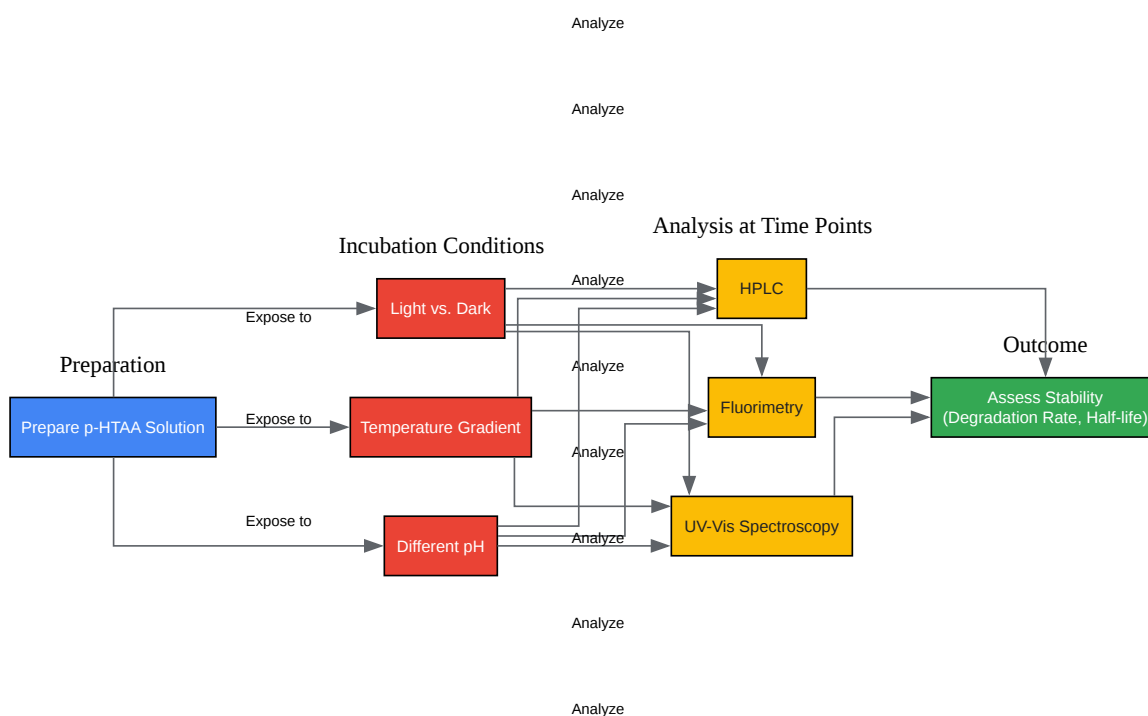 Analyze
Analyze
Analyze
Analysis at Time Points
Incubation Conditions
Analyze
HPLC
Light vs. Dark
Expose to
Outcome
Preparation
Analyze
Assess Stability
(Degradation Rate, Half-life)
Fluorimetry
Expose to
Prepare p-HTAA Solution
Temperature Gradient
Analyze
Expose to
UV-Vis Spectroscopy
Analyze
Different pH
Analyze
Analyze